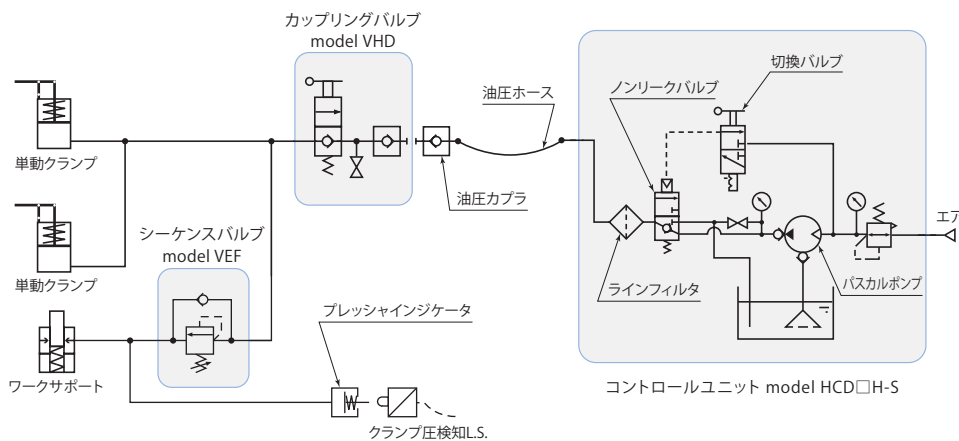 カップリングバルブ
model VHD
切換バルブ
油圧ホース
ノンリークバルブ
単動クランプ
油圧カプラ
エア
シーケンスバルブ
model VEF
単動クランプ
ラインフィルタ
パスカルポンプ
プレッシャインジケータ
ワークサポート
コントロールユニット model HCD□H-S
クランプ圧検知L.S.